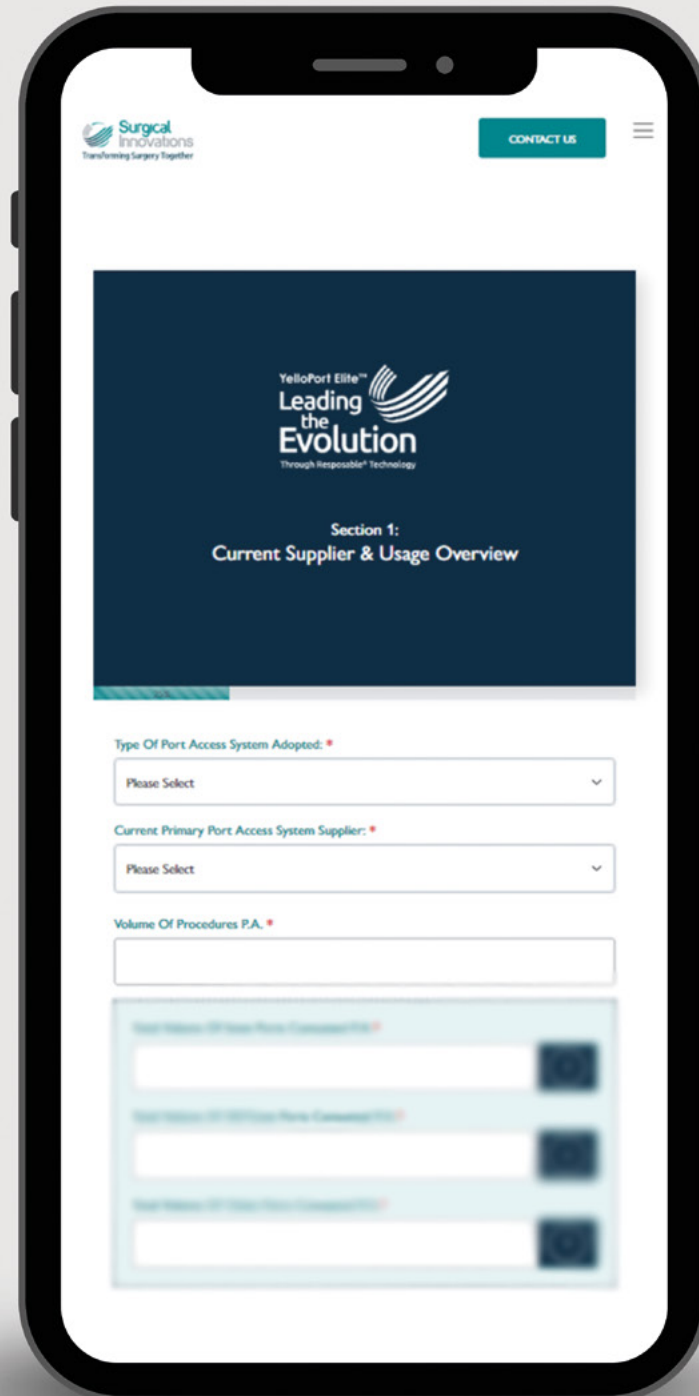 Surgical
Innovations
Transforming Surgery Together
CONTACT US
YelloPort Elite™
Leading
the
Evolution
Through Resposable® Technology
Section 1:
Current Supplier & Usage Overview
Type Of Port Access System Adopted: *
Please Select
Current Primary Port Access System Supplier: *
Please Select
Volume Of Procedures P.A. *